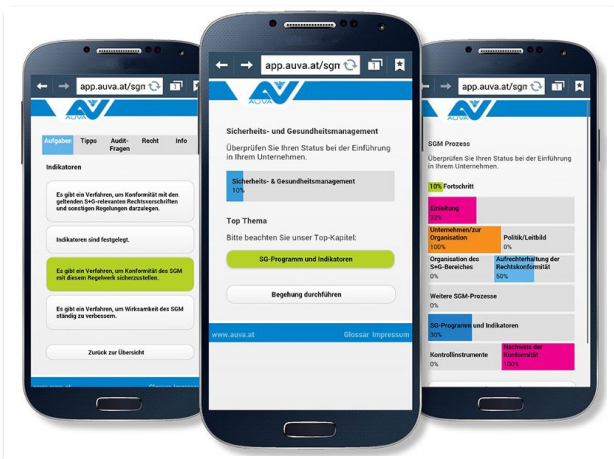 app.auva.at/sgn
AUVA
Aufgaben Tipps Audit-Fragen Recht Info
Indikatoren
Es gibt ein Verfahren, um Konformität mit den
geltenden S+G-relevanten Rechtsvorschriften
und sonstigen Regelungen darzulegen.
Indikatoren sind festgelegt.
Es gibt ein Verfahren, um Konformität des SGM
mit diesem Regelwerk sicherzustellen.
Es gibt ein Verfahren, um Wirksamkeit des SGM
ständig zu verbessern.
Zurück zur Übersicht
app.auva.at/sgn
AUVA
Sicherheits- und Gesundheitsmanagement
Überprüfen Sie Ihren Status bei der Einführung
in Ihrem Unternehmen.
Sicherheits- & Gesundheitsmanagement
10%
Top Thema
Bitte beachten Sie unser Top-Kapitel:
SG-Programm und Indikatoren
Begehung durchführen
www.auva.at Glossar Impressum
app.auva.at/sgn
AUVA
SGM Prozess
Überprüfen Sie Ihren Status bei der Einführung
in Ihrem Unternehmen.
10% Fortschritt
Einleitung
33%
Unternehmen/zur
Organisation
100%
Politik/Leitbild
0%
Organisation des
S+G-Bereiches
0%
Aufrechterhaltung der
Rechtskonformität
50%
Weitere SGM-Prozesse
0%
SG-Programm und Indikatoren
30%
Kontrollinstrumente
0%
Nachweis der
Konformität
100%